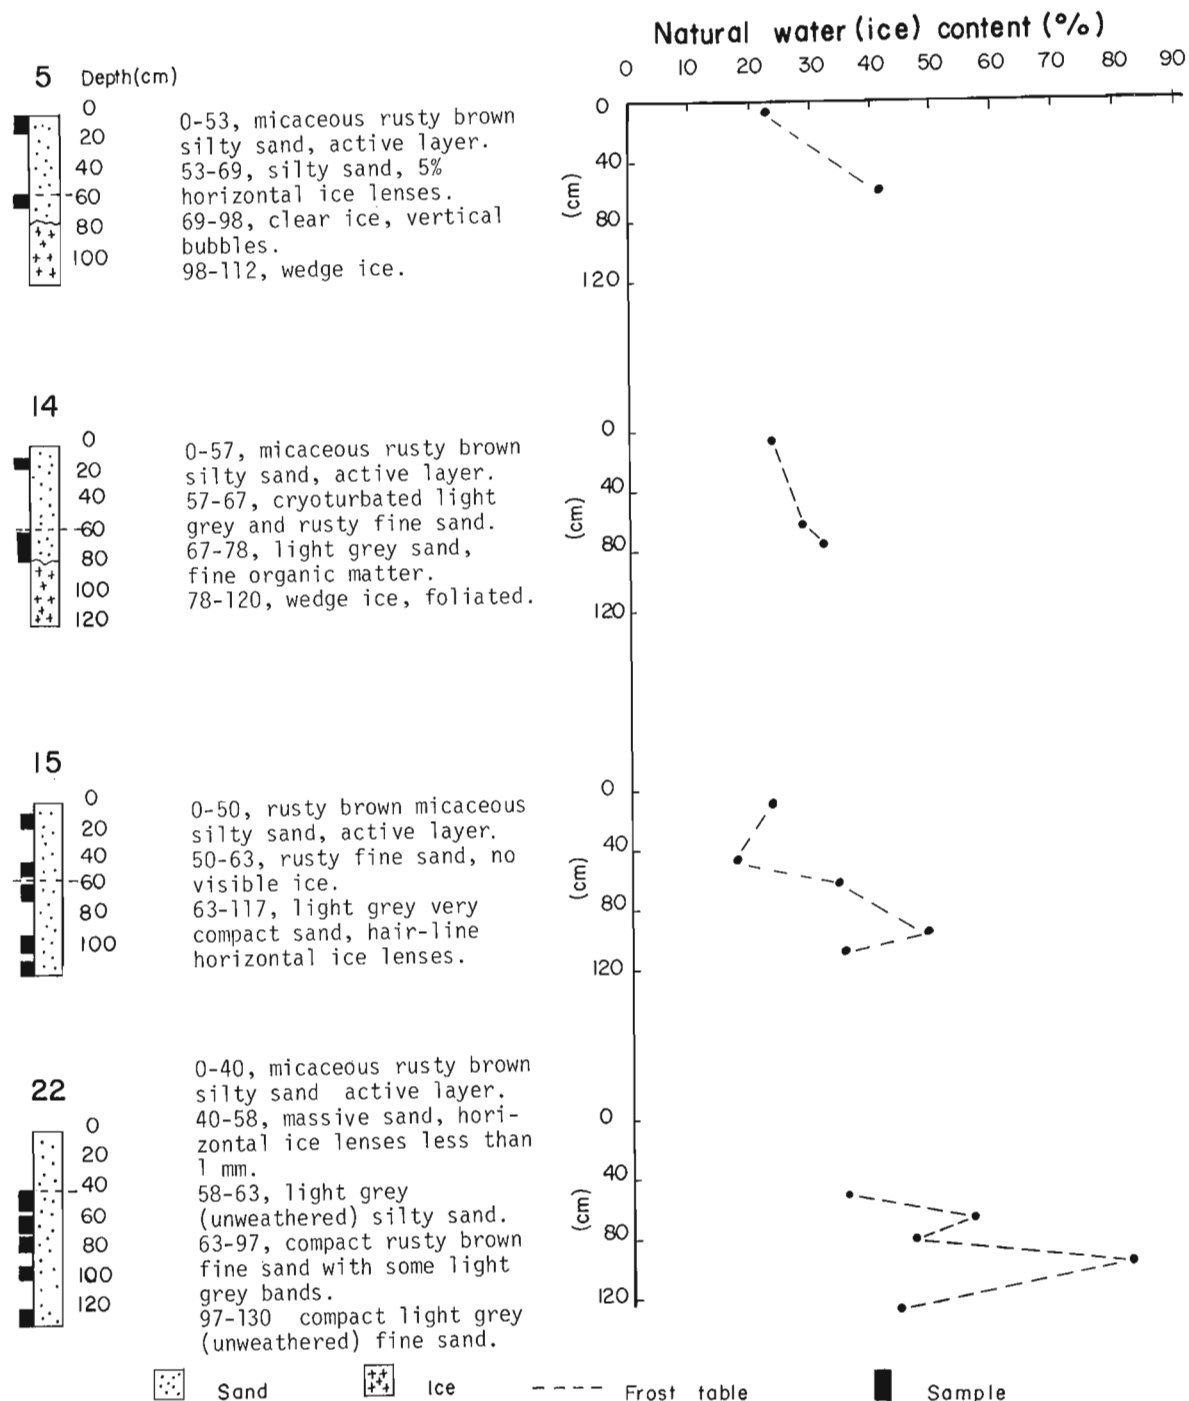 Natural water (ice) content (%)
0 10 20 30 40 50 60 70 80 90
5 Depth(cm)
0
20
40
60
80
100
0-53, micaceous rusty brown
silty sand, active layer.
53-69, silty sand, 5%
horizontal ice lenses.
69-98, clear ice, vertical
bubbles.
98-112, wedge ice.
(cm)
0
40
80
120
14
0
20
40
60
80
100
120
0-57, micaceous rusty brown
silty sand, active layer.
57-67, cryoturbated light
grey and rusty fine sand.
67-78, light grey sand,
fine organic matter.
78-120, wedge ice, foliated.
(cm)
0
40
80
120
15
0
20
40
60
80
100
0-50, rusty brown micaceous
silty sand, active layer.
50-63, rusty fine sand, no
visible ice.
63-117, light grey very
compact sand, hair-line
horizontal ice lenses.
(cm)
0
40
80
120
22
0
20
40
60
80
100
120
0-40, micaceous rusty brown
silty sand active layer.
40-58, massive sand, hori-
zontal ice lenses less than
1 mm.
58-63, light grey
(unweathered) silty sand.
63-97, compact rusty brown
fine sand with some light
grey bands.
97-130 compact light grey
(unweathered) fine sand.
(cm)
0
40
80
120
Sand Ice Frost table Sample